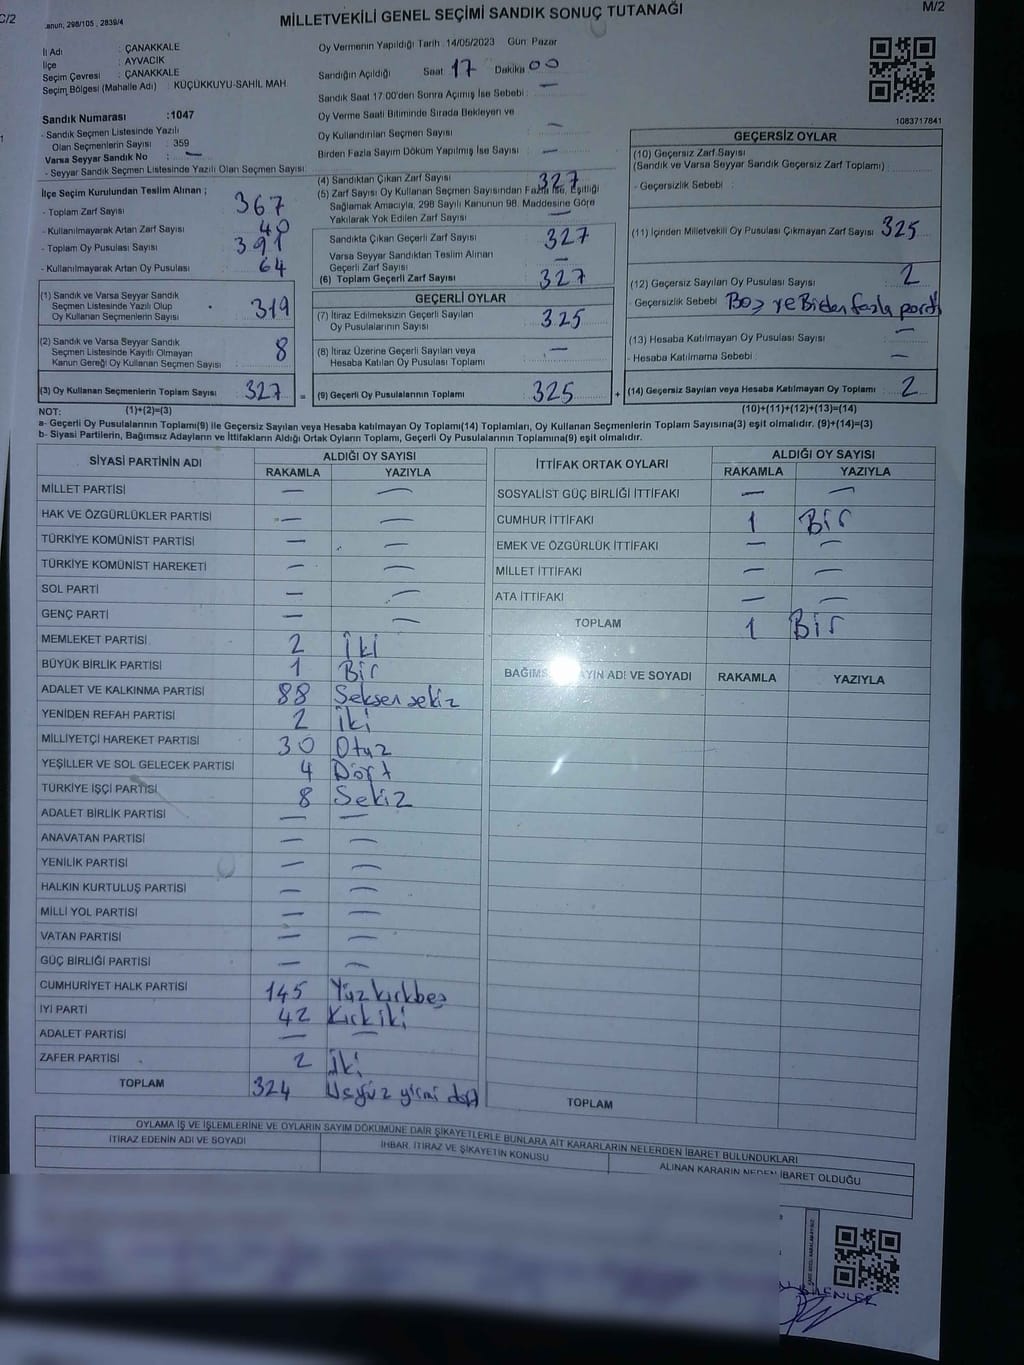 C/2
anun; 298/105, 2839/4
MİLLETVEKİLİ GENEL SEÇİMİ SANDIK SONUÇ TUTANAĞI
M/2
İl Adı : ÇANAKKALE
İlçe : AYVACIK
Seçim Çevresi : ÇANAKKALE
Seçim Bölgesi (Mahalle Adı) : KÜÇÜKKUYU-SAHİL MAH
Sandık Numarası :1047
- Sandık Seçmen Listesinde Yazılı
Olan Seçmenlerin Sayısı : 359
Varsa Seyyar Sandık No : —
- Seyyar Sandık Seçmen Listesinde Yazılı Olan Seçmen Sayısı:
İlçe Seçim Kurulundan Teslim Alınan ;
- Toplam Zarf Sayısı 367
- Kullanılmayarak Artan Zarf Sayısı 40
- Toplam Oy Pusulası Sayısı 391
- Kullanılmayarak Artan Oy Pusulası 64
(1) Sandık ve Varsa Seyyar Sandık
Seçmen Listesinde Yazılı Olup
Oy Kullanan Seçmenlerin Sayısı 319
(2) Sandık ve Varsa Seyyar Sandık
Seçmen Listesinde Kayıtlı Olmayan
Kanun Gereği Oy Kullanan Seçmen Sayısı 8
(3) Oy Kullanan Seçmenlerin Toplam Sayısı 327 =
Oy Vermenin Yapıldığı Tarih : 14/05/2023 Gün Pazar
Sandığın Açıldığı Saat 17 Dakika 00
Sandık Saat 17:00'den Sonra Açımış İse Sebebi : —
Oy Verme Saati Bitiminde Sırada Bekleyen ve
Oy Kullandırılan Seçmen Sayısı —
Birden Fazla Sayım Döküm Yapılmış İse Sayısı —
(4) Sandıktan Çıkan Zarf Sayısı 327
(5) Zarf Sayısı Oy Kullanan Seçmen Sayısından Fazla İse, Eşitliği
Sağlamak Amacıyla, 298 Sayılı Kanunun 98. Maddesine Göre
Yakılarak Yok Edilen Zarf Sayısı —
Sandıkta Çıkan Geçerli Zarf Sayısı 327
Varsa Seyyar Sandıktan Teslim Alınan
Geçerli Zarf Sayısı —
(6) Toplam Geçerli Zarf Sayısı 327
GEÇERLİ OYLAR
(7) İtiraz Edilmeksizin Geçerli Sayılan
Oy Pusulalarının Sayısı 325
(8) İtiraz Üzerine Geçerli Sayılan veya
Hesaba Katılan Oy Pusulası Toplamı —
(9) Geçerli Oy Pusulalarının Toplamı 325 +
1083717841
GEÇERSİZ OYLAR
(10) Geçersiz Zarf Sayısı
(Sandık ve Varsa Seyyar Sandık Geçersiz Zarf Toplamı) :
- Geçersizlik Sebebi :
(11) İçinden Milletvekili Oy Pusulası Çıkmayan Zarf Sayısı 325
(12) Geçersiz Sayılan Oy Pusulası Sayısı 2
- Geçersizlik Sebebi : Boş ve Birden fazla parti
(13) Hesaba Katılmayan Oy Pusulası Sayısı —
- Hesaba Katılmama Sebebi —
(14) Geçersiz Sayılan veya Hesaba Katılmayan Oy Toplamı 2
NOT: (1)+(2)=(3)
(10)+(11)+(12)+(13)=(14)
a- Geçerli Oy Pusulalarının Toplamı(9) ile Geçersiz Sayılan veya Hesaba Katılmayan Oy Toplamı(14) Toplamları, Oy Kullanan Seçmenlerin Toplam Sayısına(3) eşit olmalıdır. (9)+(14)=(3)
b- Siyasi Partilerin, Bağımsız Adayların ve İttifakların Aldığı Ortak Oyların Toplamı, Geçerli Oy Pusulalarının Toplamına(9) eşit olmalıdır.
SİYASİ PARTİNİN ADI ALDIĞI OY SAYISI
RAKAMLA YAZIYLA
MİLLET PARTİSİ — —
HAK VE ÖZGÜRLÜKLER PARTİSİ — —
TÜRKİYE KOMÜNİST PARTİSİ — —
TÜRKİYE KOMÜNİST HAREKETİ — —
SOL PARTİ — —
GENÇ PARTİ — —
MEMLEKET PARTİSİ 2 İki
BÜYÜK BİRLİK PARTİSİ 1 Bir
ADALET VE KALKINMA PARTİSİ 88 Seksen sekiz
YENİDEN REFAH PARTİSİ 2 İki
MİLLİYETÇİ HAREKET PARTİSİ 30 Otuz
YEŞİLLER VE SOL GELECEK PARTİSİ 4 Dört
TÜRKİYE İŞÇİ PARTİSİ 8 Sekiz
ADALET BİRLİK PARTİSİ — —
ANAVATAN PARTİSİ — —
YENİLİK PARTİSİ — —
HALKIN KURTULUŞ PARTİSİ — —
MİLLİ YOL PARTİSİ — —
VATAN PARTİSİ — —
GÜÇ BİRLİĞİ PARTİSİ — —
CUMHURİYET HALK PARTİSİ 145 Yüzkırkbeş
İYİ PARTİ 42 Kırkiki
ADALET PARTİSİ — —
ZAFER PARTİSİ 2 İki
TOPLAM 324 Üçyüz yirmi dört
İTTİFAK ORTAK OYLARI ALDIĞI OY SAYISI
RAKAMLA YAZIYLA
SOSYALİST GÜÇ BİRLİĞİ İTTİFAKI — —
CUMHUR İTTİFAKI 1 Bir
EMEK VE ÖZGÜRLÜK İTTİFAKI — —
MİLLET İTTİFAKI — —
ATA İTTİFAKI — —
TOPLAM 1 Bir
ADI VE SOYADI RAKAMLA YAZIYLA
TOPLAM
OYLAMA İŞ VE İŞLEMLERİNE VE OYLARIN SAYIM DÖKÜMÜNE DAİR ŞİKAYETLERLE BUNLARA AİT KARARLARIN NELERDEN İBARET BULUNDUKLARI
İTİRAZ EDENİN ADI VE SOYADI
İHBAR, İTİRAZ VE ŞİKAYETİN KONUSU
ALINAN KARARIN NEDEN İBARET OLDUĞU